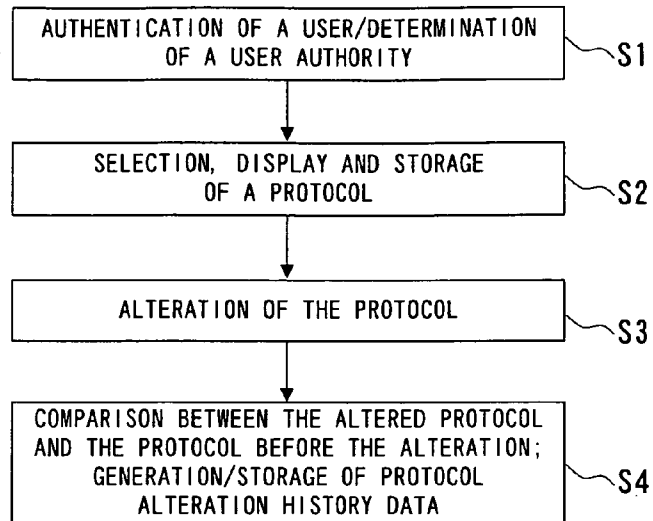 AUTHENTICATION OF A USER/DETERMINATION
OF A USER AUTHORITY
S1
SELECTION, DISPLAY AND STORAGE
OF A PROTOCOL
S2
ALTERATION OF THE PROTOCOL
S3
COMPARISON BETWEEN THE ALTERED PROTOCOL
AND THE PROTOCOL BEFORE THE ALTERATION;
GENERATION/STORAGE OF PROTOCOL
ALTERATION HISTORY DATA
S4